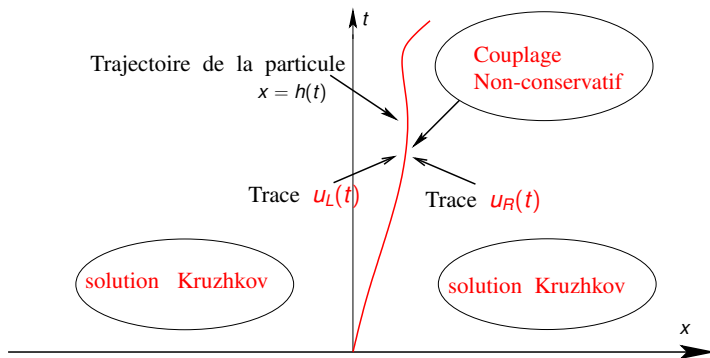 t
Couplage
Non-conservatif
Trajectoire de la particule
x = h(t)
Trace u_L(t)
Trace u_R(t)
solution Kruzhkov
solution Kruzhkov
x